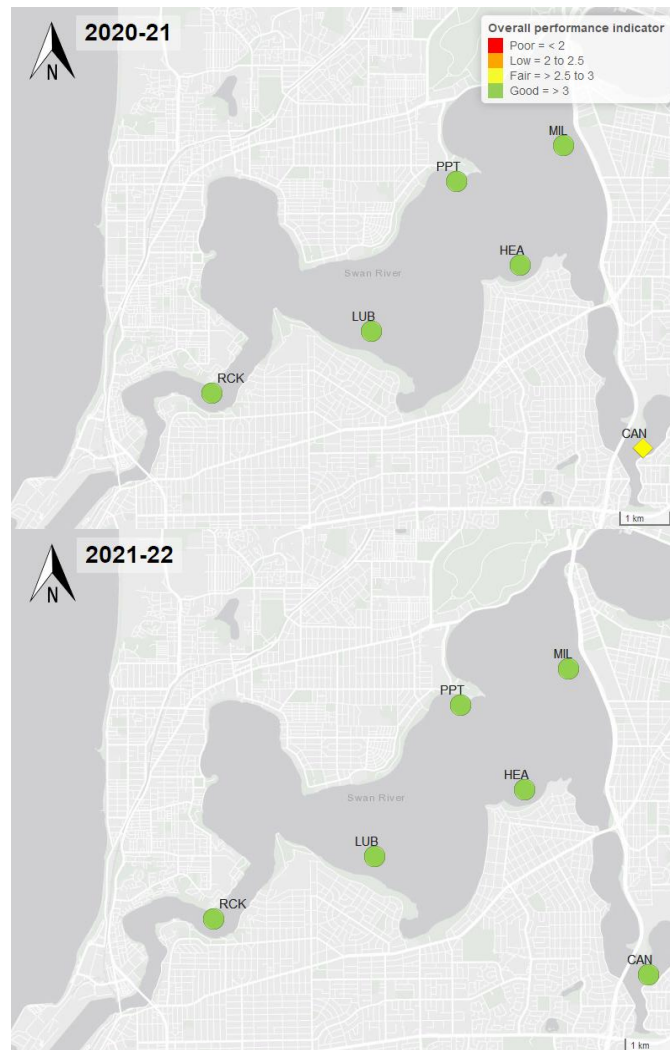 2020-21
N
Overall performance indicator
Poor = < 2
Low = 2 to 2.5
Fair = > 2.5 to 3
Good = > 3
MIL
PPT
HEA
Swan River
LUB
RCK
CAN
1 km
2021-22
N
MIL
PPT
HEA
Swan River
LUB
RCK
CAN
1 km